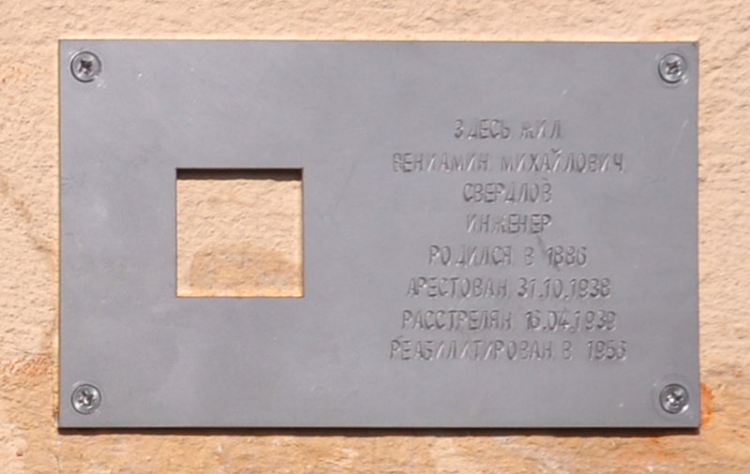 ЗДЕСЬ ЖИЛ
ВЕНИАМИН МИХАЙЛОВИЧ
СВЕРДЛОВ
ИНЖЕНЕР
РОДИЛСЯ В 1886
АРЕСТОВАН 31.10.1938
РАССТРЕЛЯН 16.04.1939
РЕАБИЛИТИРОВАН В 1956